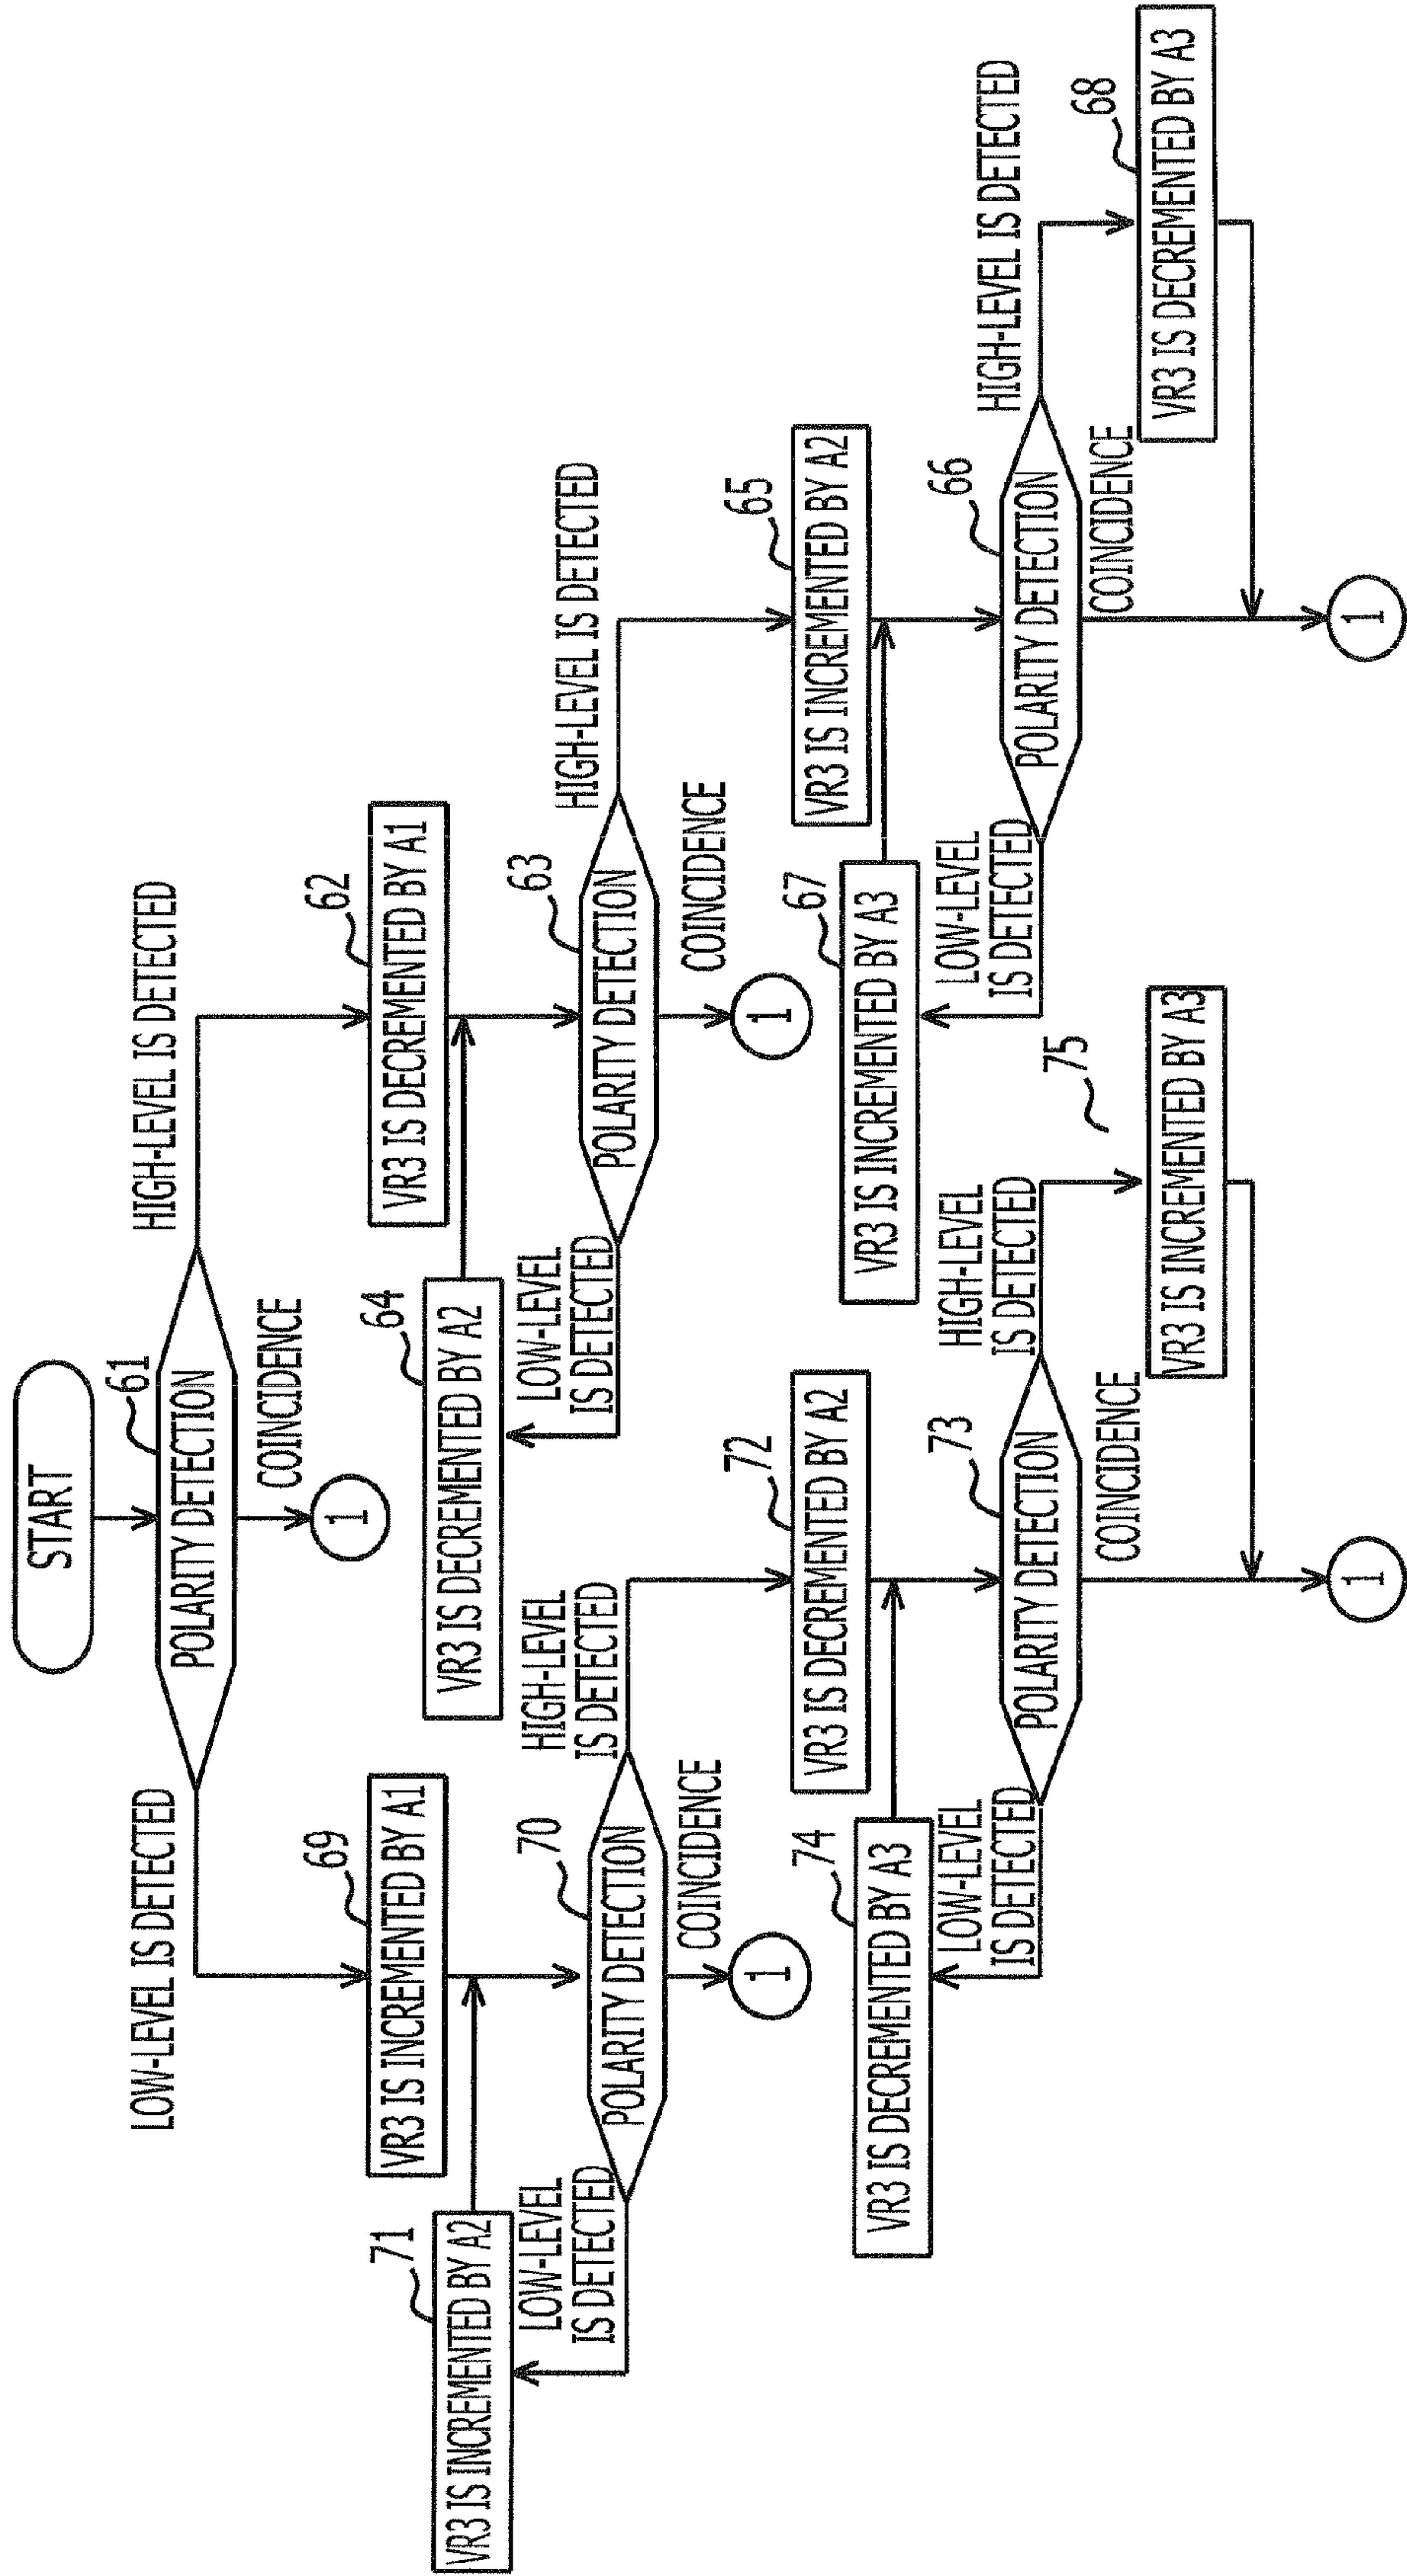 START
61
POLARITY DETECTION
LOW-LEVEL IS DETECTED
HIGH-LEVEL IS DETECTED
COINCIDENCE
1
69
VR3 IS INCREMENTED BY A1
62
VR3 IS DECREMENTED BY A1
71
VR3 IS INCREMENTED BY A2
64
VR3 IS DECREMENTED BY A2
70
POLARITY DETECTION
LOW-LEVEL
IS DETECTED
HIGH-LEVEL
IS DETECTED
COINCIDENCE
1
63
POLARITY DETECTION
LOW-LEVEL
IS DETECTED
HIGH-LEVEL IS DETECTED
COINCIDENCE
1
72
VR3 IS DECREMENTED BY A2
65
VR3 IS INCREMENTED BY A2
74
VR3 IS DECREMENTED BY A3
67
VR3 IS INCREMENTED BY A3
73
POLARITY DETECTION
LOW-LEVEL
IS DETECTED
HIGH-LEVEL
IS DETECTED
COINCIDENCE
75
VR3 IS INCREMENTED BY A3
1
66
POLARITY DETECTION
LOW-LEVEL
IS DETECTED
HIGH-LEVEL IS DETECTED
COINCIDENCE
68
VR3 IS DECREMENTED BY A3
1